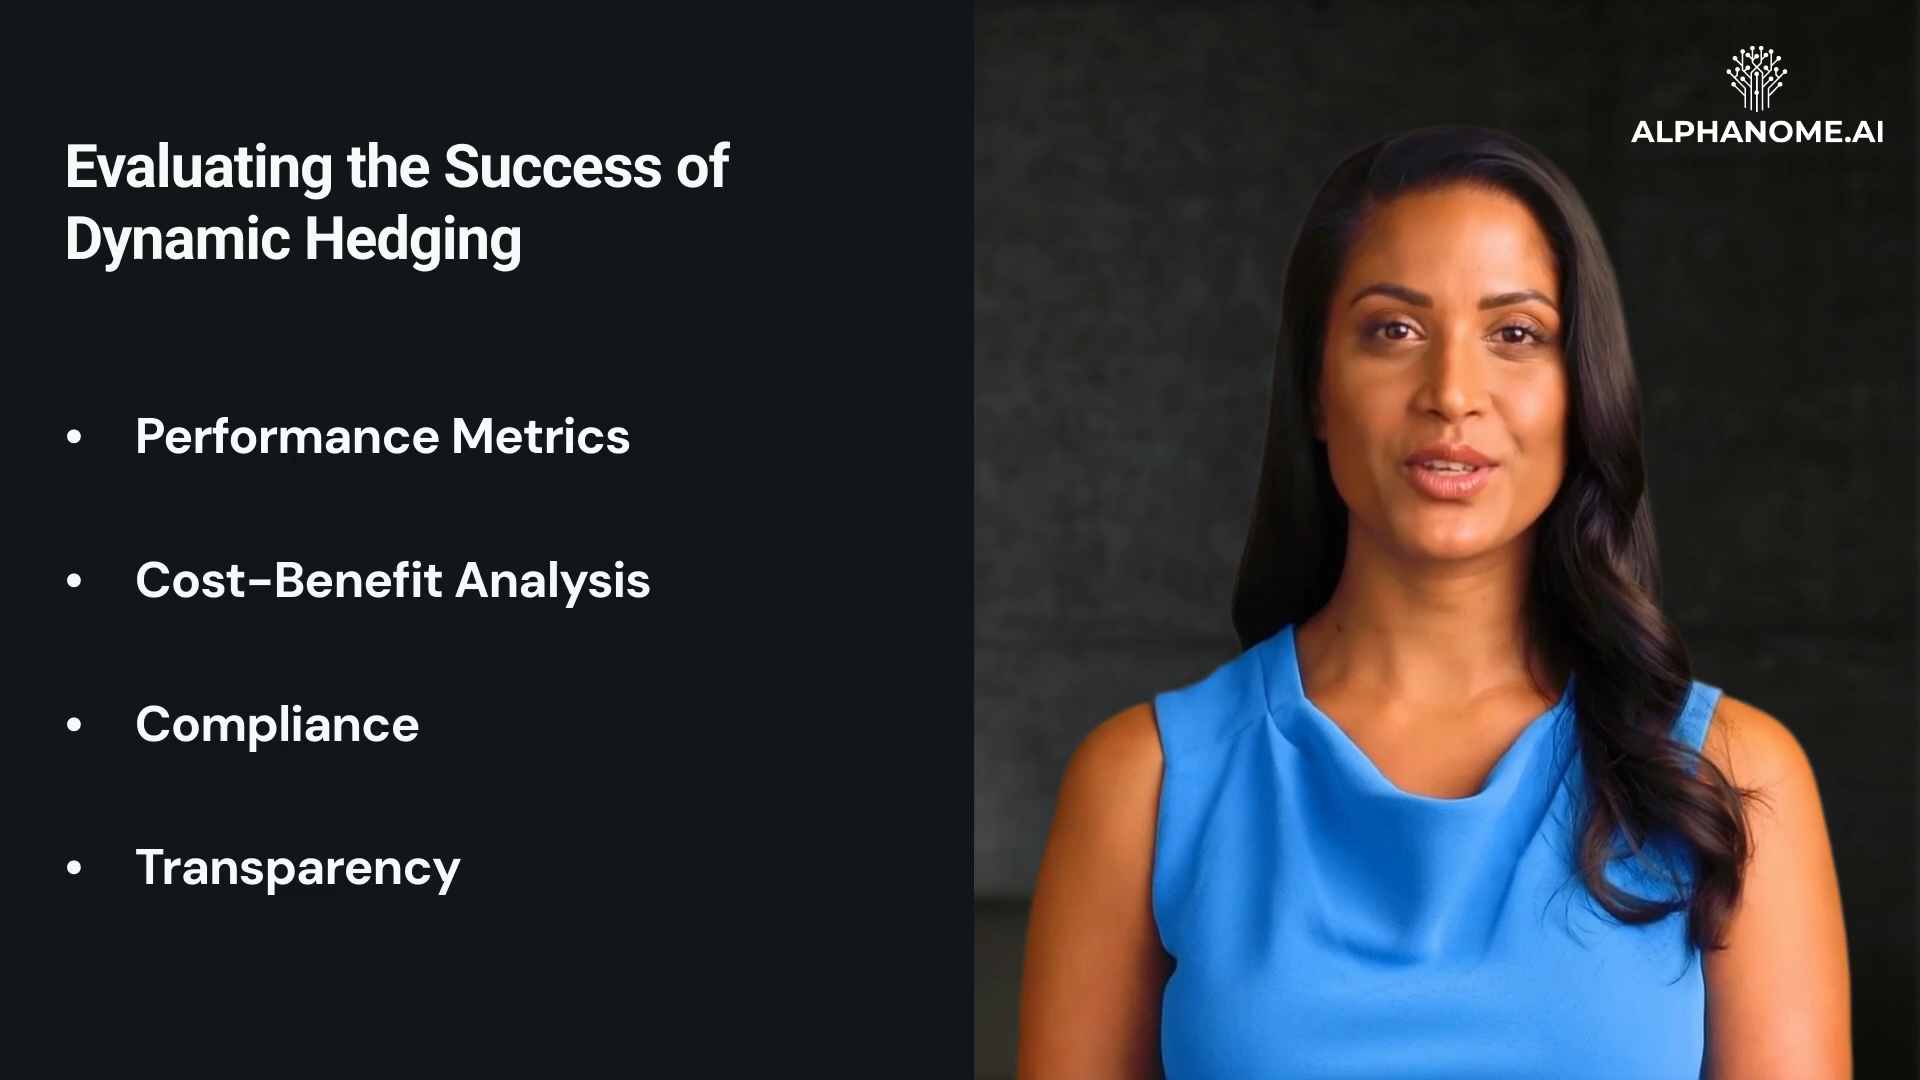 ALPHANOME.AI
Evaluating the Success of
Dynamic Hedging
• Performance Metrics
• Cost-Benefit Analysis
• Compliance
• Transparency